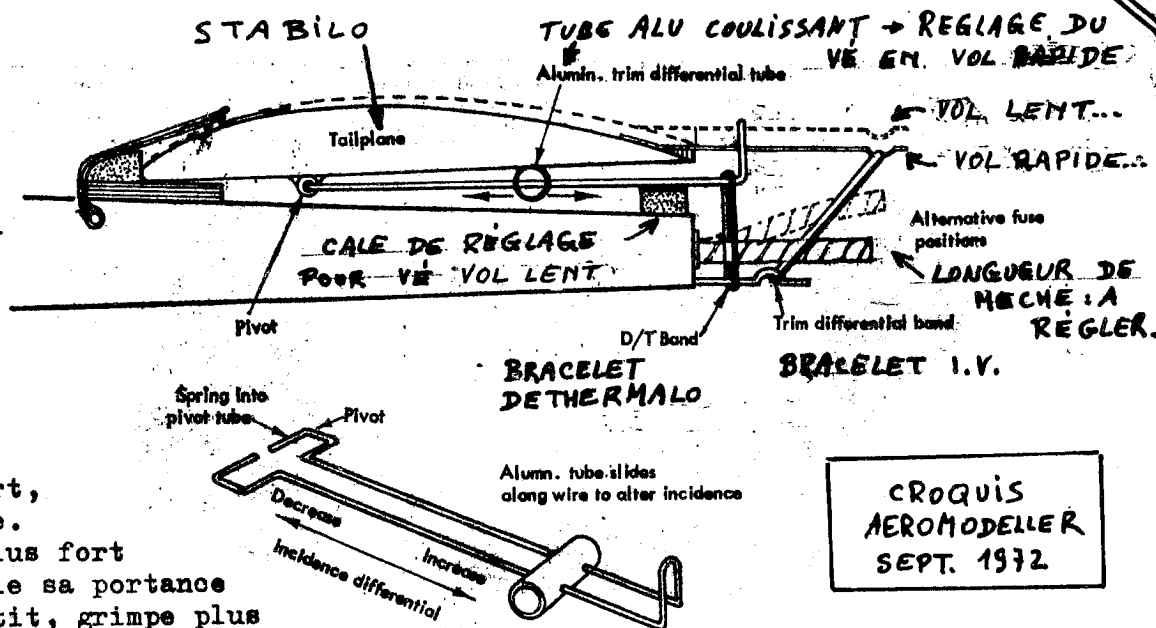 STABILO
TUBE ALU COULISSANT → REGLAGE DU
VÉ EN VOL RAPIDE
Alumin. trim differential tube
VOL LENT...
Tailplane
VOL RAPIDE...
Alternative fuse
positions
CALE DE RÉGLAGE
POUR VÉ VOL LENT
LONGUEUR DE
MECHE : A
RÉGLER.
Pivot
D/T Band
Trim differential band
BRACELET
DETHERMALO
BRACELET I.V.
Spring into
pivot tube
Pivot
Alumn. tube slides
along wire to alter incidence
Decrease
Increase
Incidence differential
CROQUIS
AEROMODELLER
SEPT. 1972
rt,
e.
lus fort
le sa portance
tit, grimpe plus